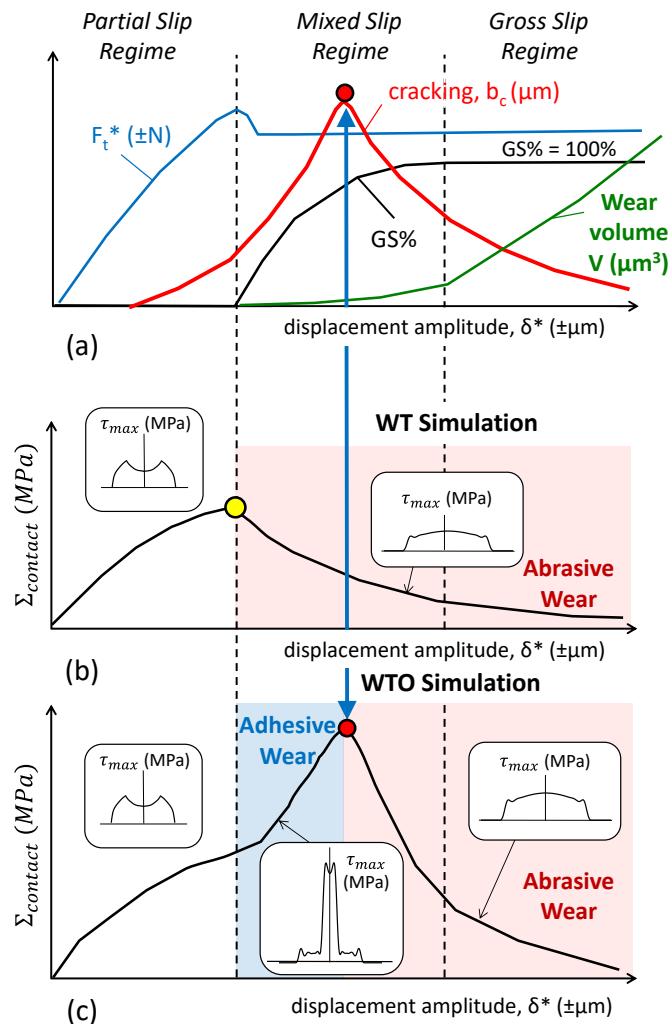 Partial Slip Regime
Mixed Slip Regime
Gross Slip Regime
cracking, b_c (μm)
F_t* (±N)
GS% = 100%
GS%
Wear
volume
V (μm³)
displacement amplitude, δ* (±μm)
(a)
WT Simulation
τ_max (MPa)
τ_max (MPa)
Σ_contact (MPa)
Abrasive
Wear
displacement amplitude, δ* (±μm)
(b)
WTO Simulation
Adhesive
Wear
τ_max (MPa)
τ_max (MPa)
Σ_contact (MPa)
τ_max
(MPa)
Abrasive
Wear
displacement amplitude, δ* (±μm)
(c)